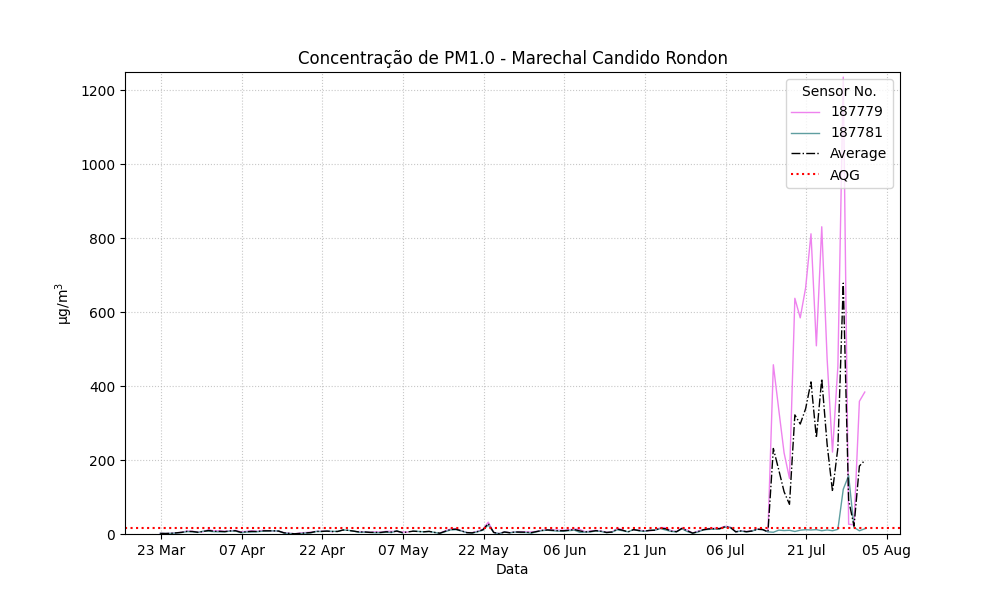 Concentração de PM1.0 - Marechal Candido Rondon
Sensor No.
187779
187781
Average
AQG
1200
1000
800
600
400
200
0
µg/m³
23 Mar 07 Apr 22 Apr 07 May 22 May 06 Jun 21 Jun 06 Jul 21 Jul 05 Aug
Data